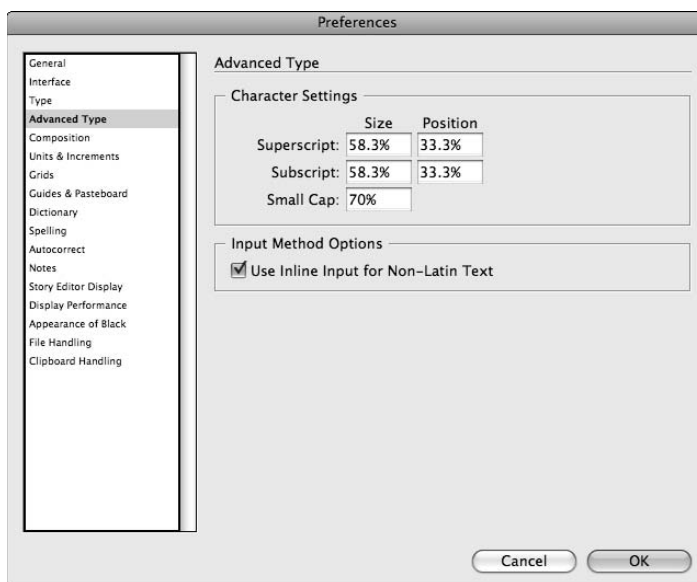 Preferences
General
Interface
Type
Advanced Type
Composition
Units & Increments
Grids
Guides & Pasteboard
Dictionary
Spelling
Autocorrect
Notes
Story Editor Display
Display Performance
Appearance of Black
File Handling
Clipboard Handling
Advanced Type
Character Settings
Size Position
Superscript: 58.3% 33.3%
Subscript: 58.3% 33.3%
Small Cap: 70%
Input Method Options
Use Inline Input for Non-Latin Text
Cancel OK